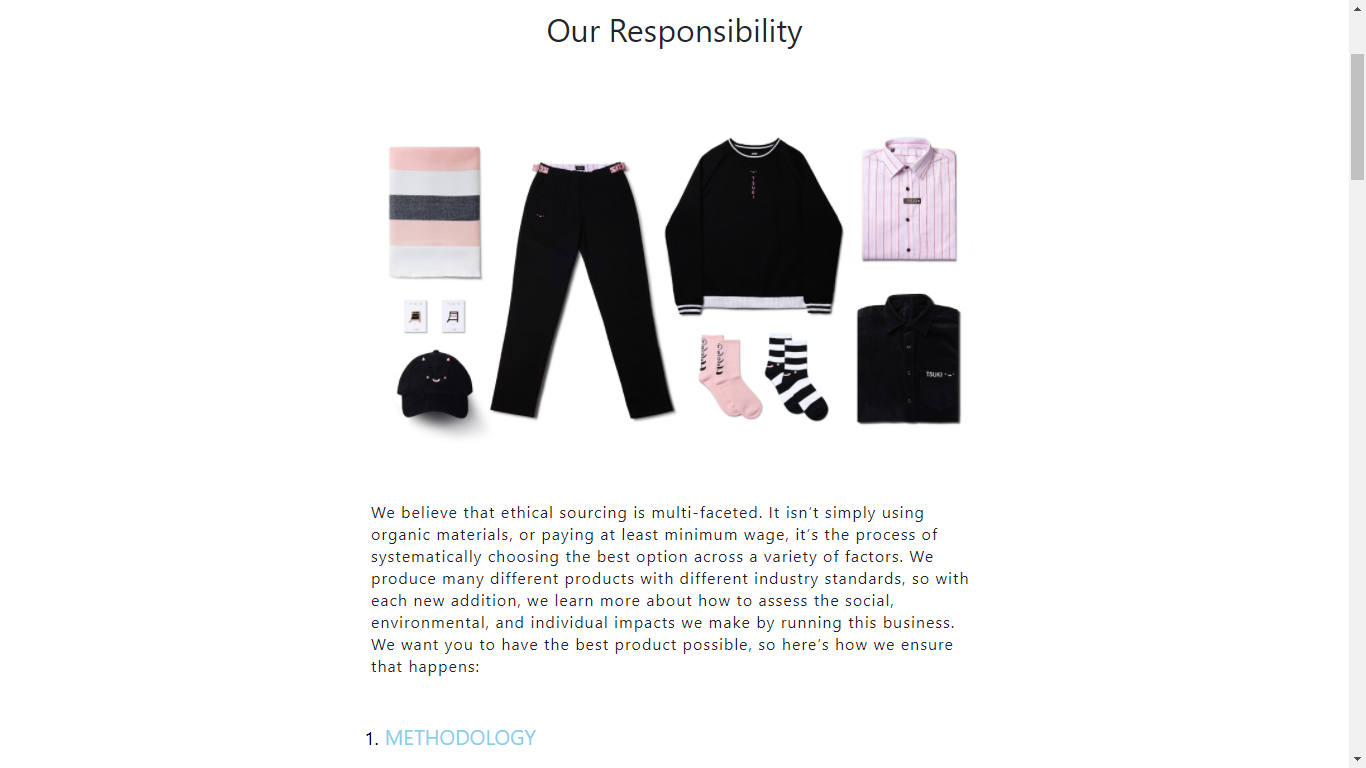 Our Responsibility
TSUKI
TSUKI
TSUKI
We believe that ethical sourcing is multi-faceted. It isn’t simply using
organic materials, or paying at least minimum wage, it’s the process of
systematically choosing the best option across a variety of factors. We
produce many different products with different industry standards, so with
each new addition, we learn more about how to assess the social,
environmental, and individual impacts we make by running this business.
We want you to have the best product possible, so here’s how we ensure
that happens:
1. METHODOLOGY